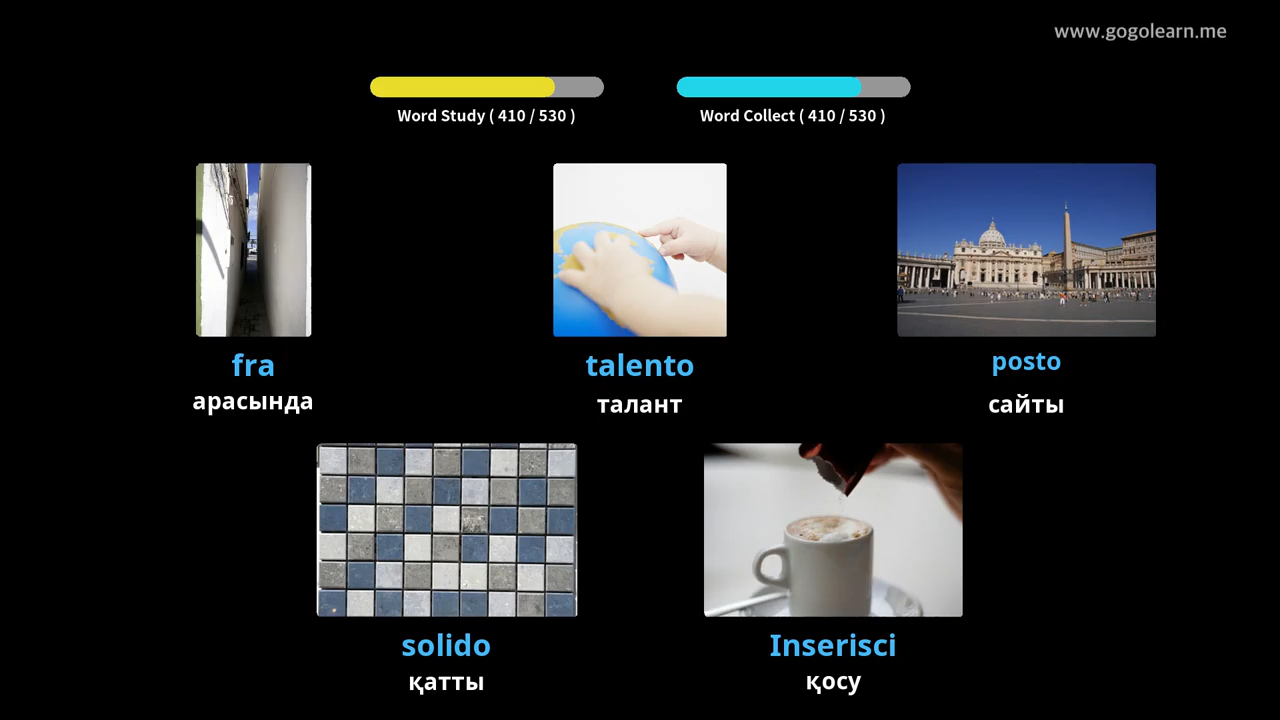 www.gogolearn.me
Word Study ( 410 / 530 )
Word Collect ( 410 / 530 )
fra
арасында
talento
талант
posto
сайты
solido
қатты
Inserisci
қосу